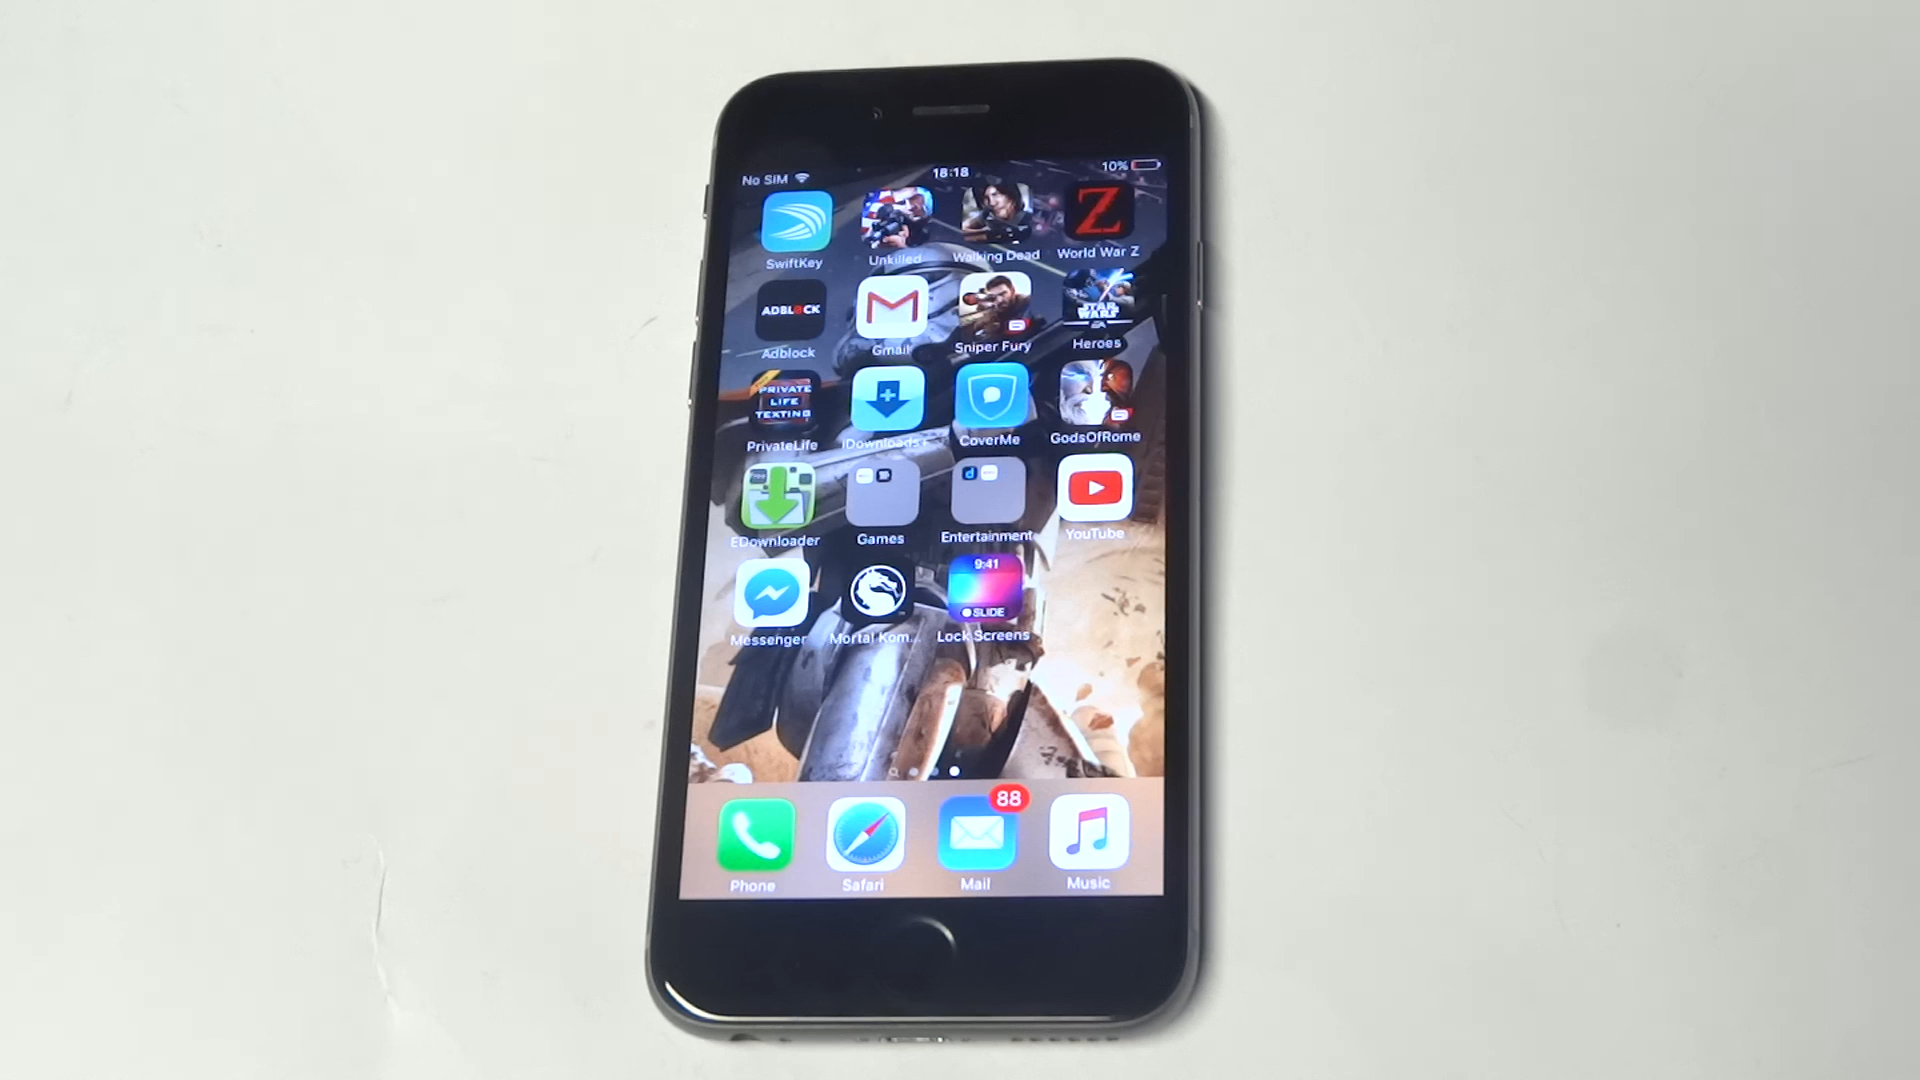 No SIM 18:18 10%
SwiftKey Unkilled Walking Dead World War Z
ADBLOCK STAR
WARS
EA
Adblock Gmail Sniper Fury Heroes
PRIVATE
LIFE
TEXTING
PrivateLife iDownloads+ CoverMe GodsOfRome
EDownloader Games Entertainment YouTube
9:41
SLIDE
Messenger Mortal Kom... Lock Screens
88
Phone Safari Mail Music